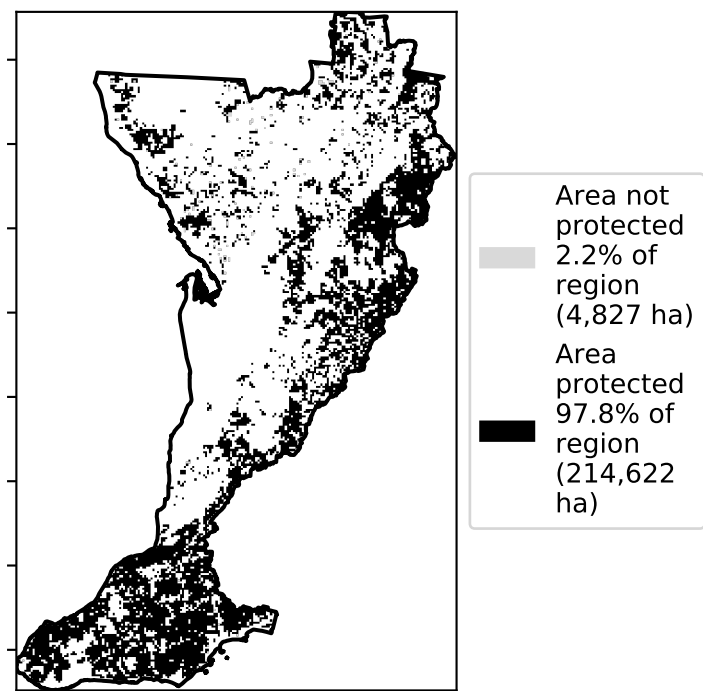 Area not
protected
2.2% of
region
(4,827 ha)
Area
protected
97.8% of
region
(214,622
ha)